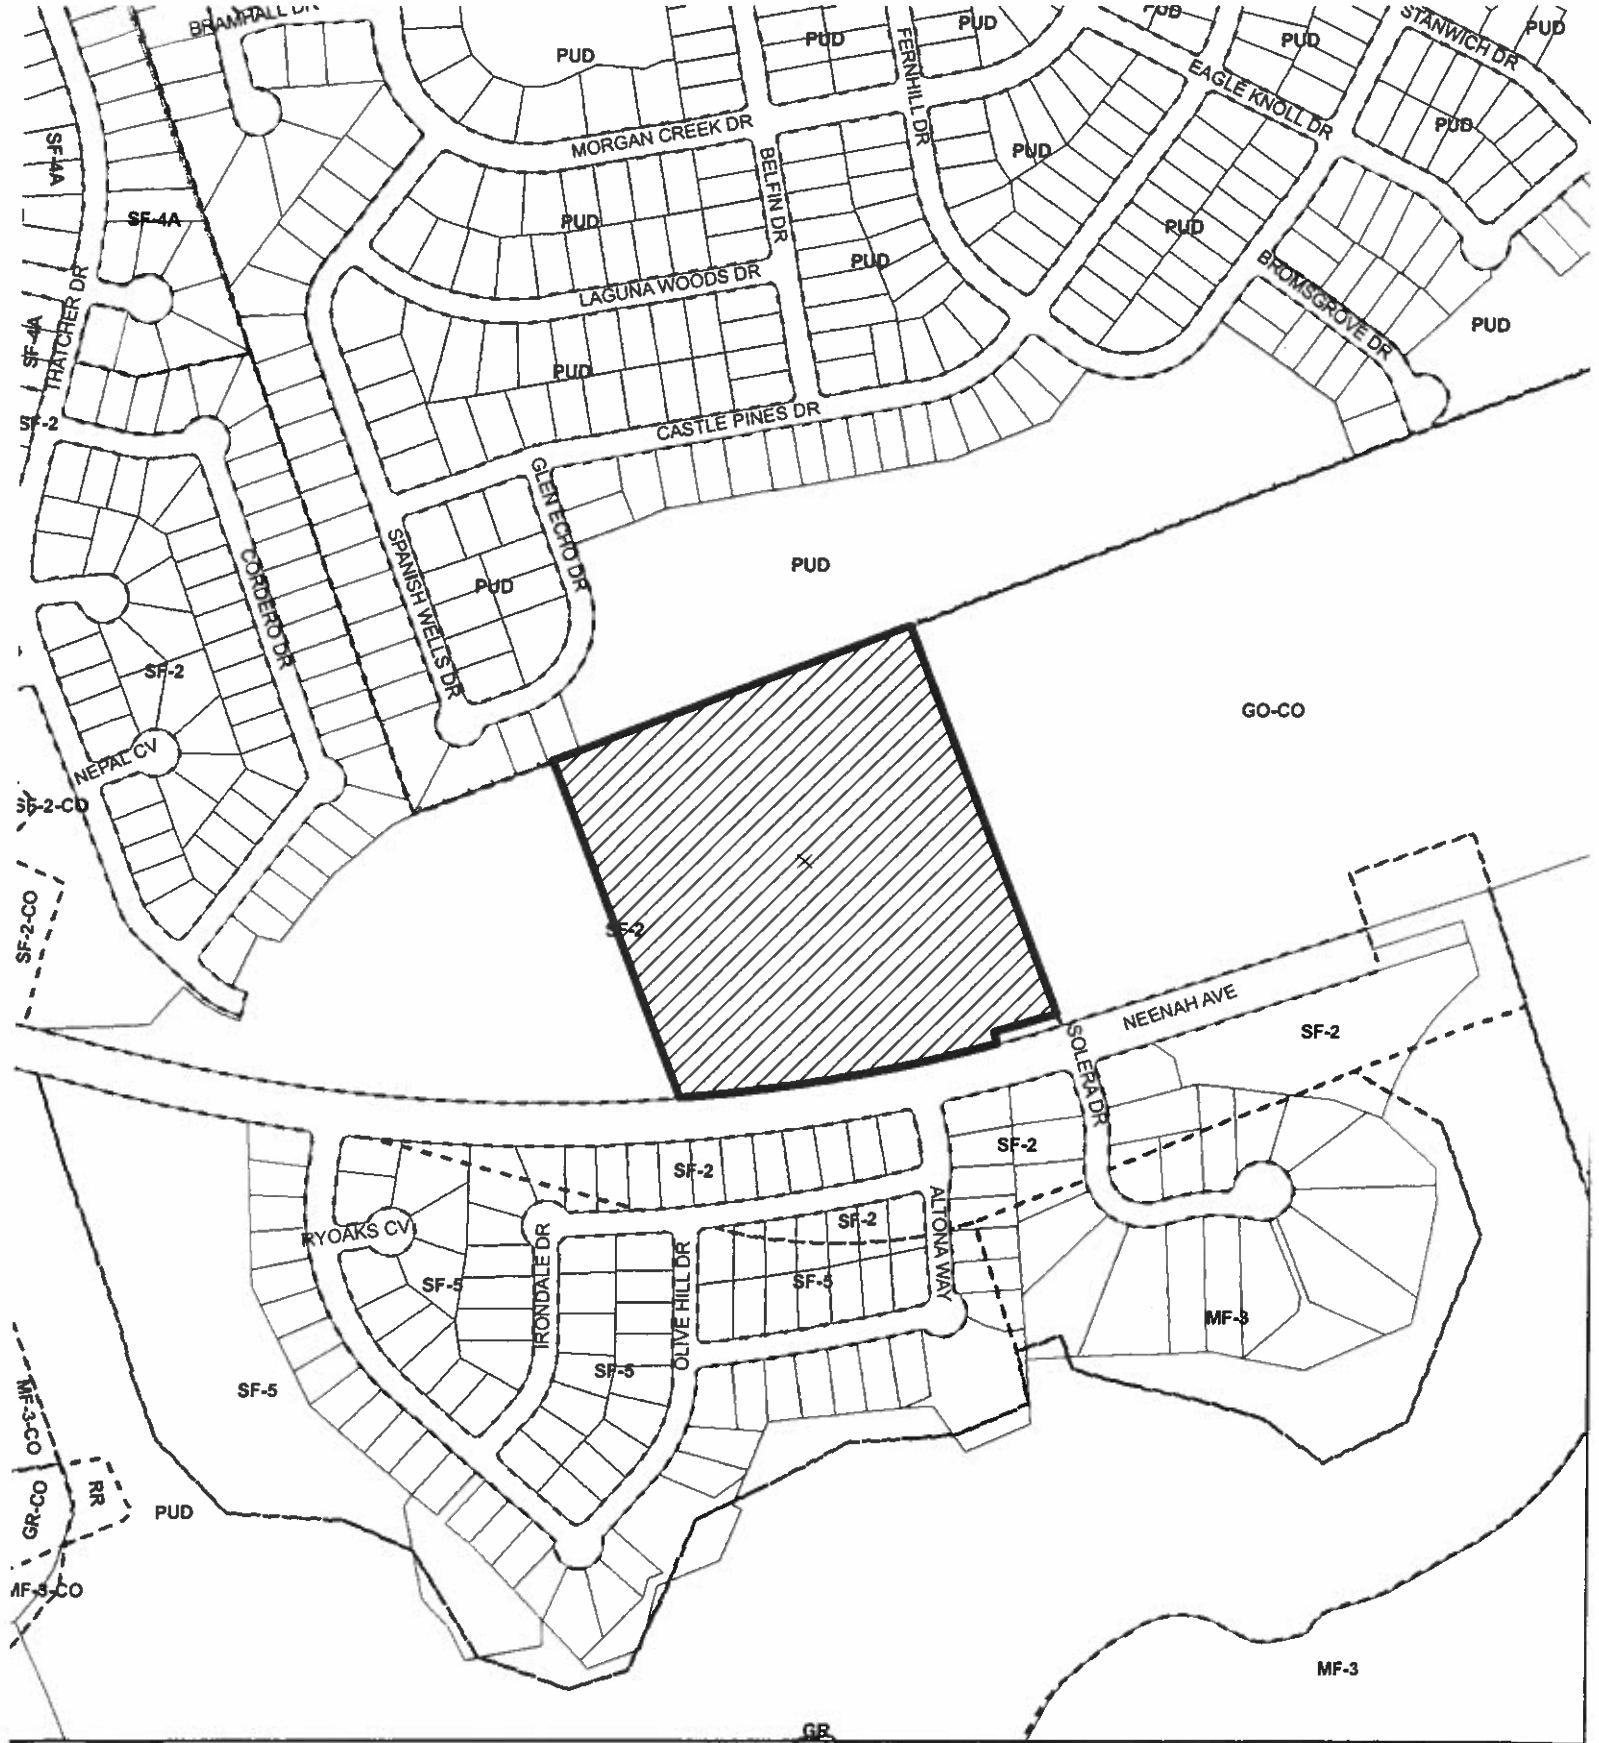 BRAMHALL DR
PUD
PUD
PUD
PUD
PUD
STANWICH DR
PUD
FERNHILL DR
EAGLE KNOLL DR
MORGAN CREEK DR
PUD
PUD
SF-4A
BELFIN DR
SF-4A
PUD
PUD
PUD
BROMSGROVE DR
LAGUNA WOODS DR
THATCHER DR
SF-4A
PUD
PUD
CASTLE PINES DR
SF-2
GLEN ECHO DR
SPANISH WELLS DR
PUD
PUD
CORDERO DR
SF-2
GO-CO
NEPAL CV
SF-2-CO
SF-2-CO
SF-2
NEENAH AVE
SOLERA DR
SF-2
SF-2
SF-2
ALTONA WAY
SF-2
RYOAKS CV
IRONDALE DR
OLIVE HILL DR
SF-5
SF-5
MF-3
SF-5
SF-5
MF-3-CO
RR
GR-CO
PUD
MF-3-CO
MF-3
GR